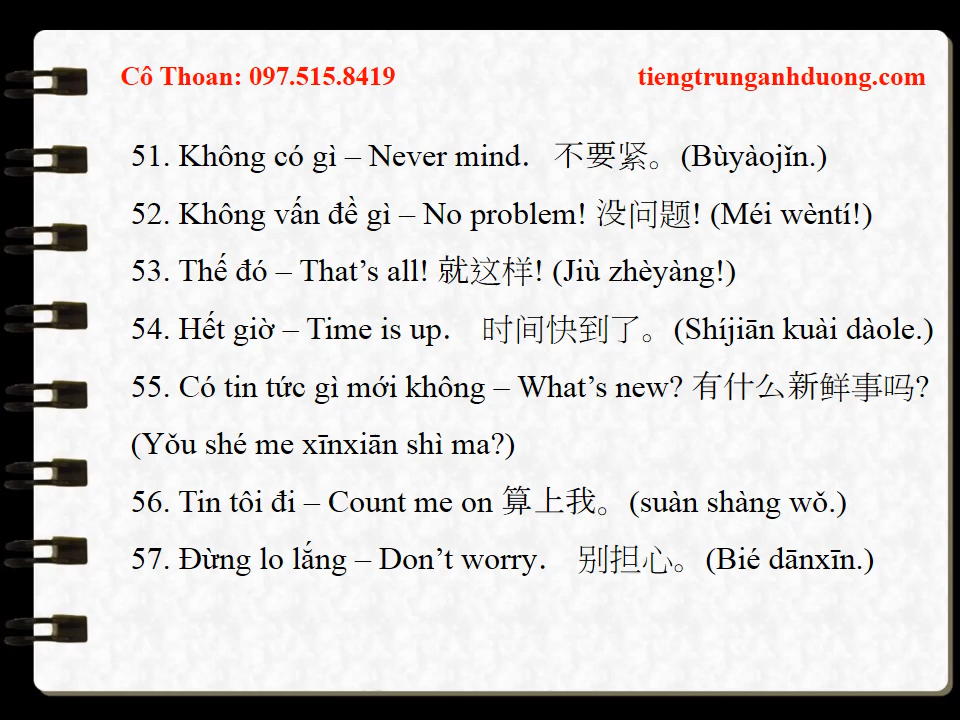 Cô Thoan: 097.515.8419 tiengtrunganhduong.com
51. Không có gì – Never mind. 不要紧。(Bùyàojǐn.)
52. Không vấn đề gì – No problem! 没问题! (Méi wèntí!)
53. Thế đó – That’s all! 就这样! (Jiù zhèyàng!)
54. Hết giờ – Time is up. 时间快到了。(Shíjiān kuài dàole.)
55. Có tin tức gì mới không – What’s new? 有什么新鲜事吗?
(Yǒu shé me xīnxiān shì ma?)
56. Tin tôi đi – Count me on 算上我。(suàn shàng wǒ.)
57. Đừng lo lắng – Don’t worry. 别担心。(Bié dānxīn.)